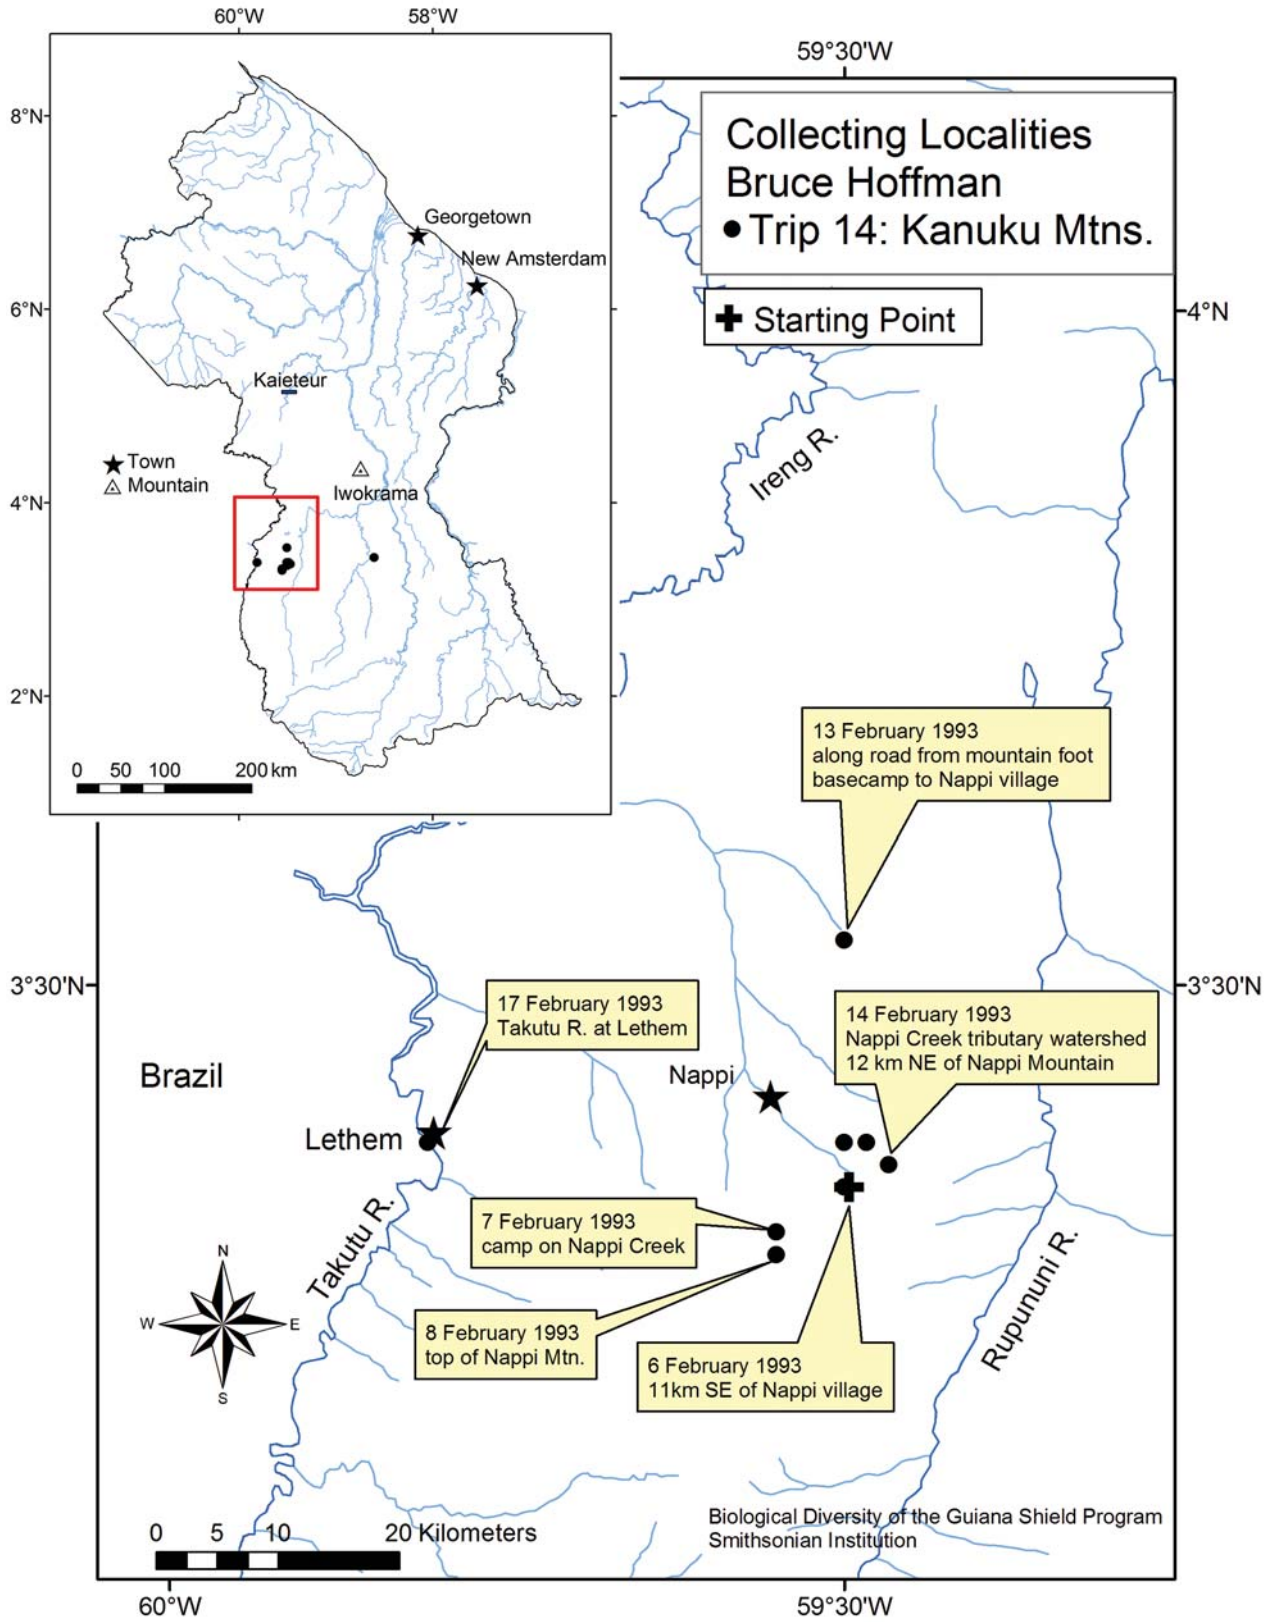 60°W
58°W
8°N
6°N
4°N
2°N
Georgetown
New Amsterdam
Kaieteur
Town
Mountain
Iwokrama
0 50 100 200 km
59°30'W
Collecting Localities
Bruce Hoffman
Trip 14: Kanuku Mtns.
Starting Point
4°N
Ireng R.
13 February 1993
along road from mountain foot
basecamp to Nappi village
3°30'N
3°30'N
17 February 1993
Takutu R. at Lethem
14 February 1993
Nappi Creek tributary watershed
12 km NE of Nappi Mountain
Brazil
Nappi
Lethem
Takutu R.
7 February 1993
camp on Nappi Creek
8 February 1993
top of Nappi Mtn.
6 February 1993
11km SE of Nappi village
Rupununi R.
N
W
E
S
0 5 10 20 Kilometers
Biological Diversity of the Guiana Shield Program
Smithsonian Institution
60°W
59°30'W